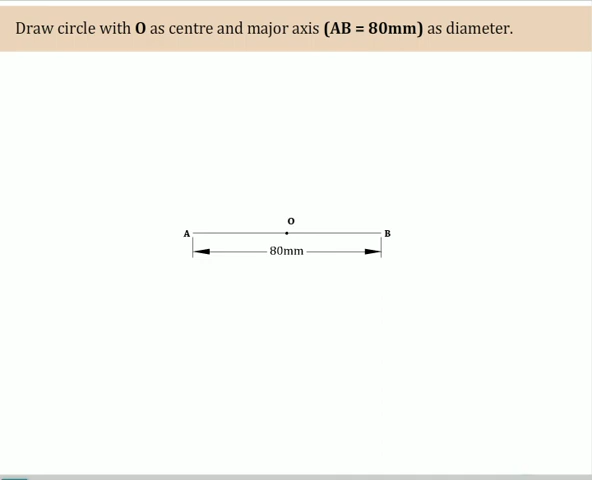 Draw circle with O as centre and major axis (AB = 80mm) as diameter.
O
A
B
80mm